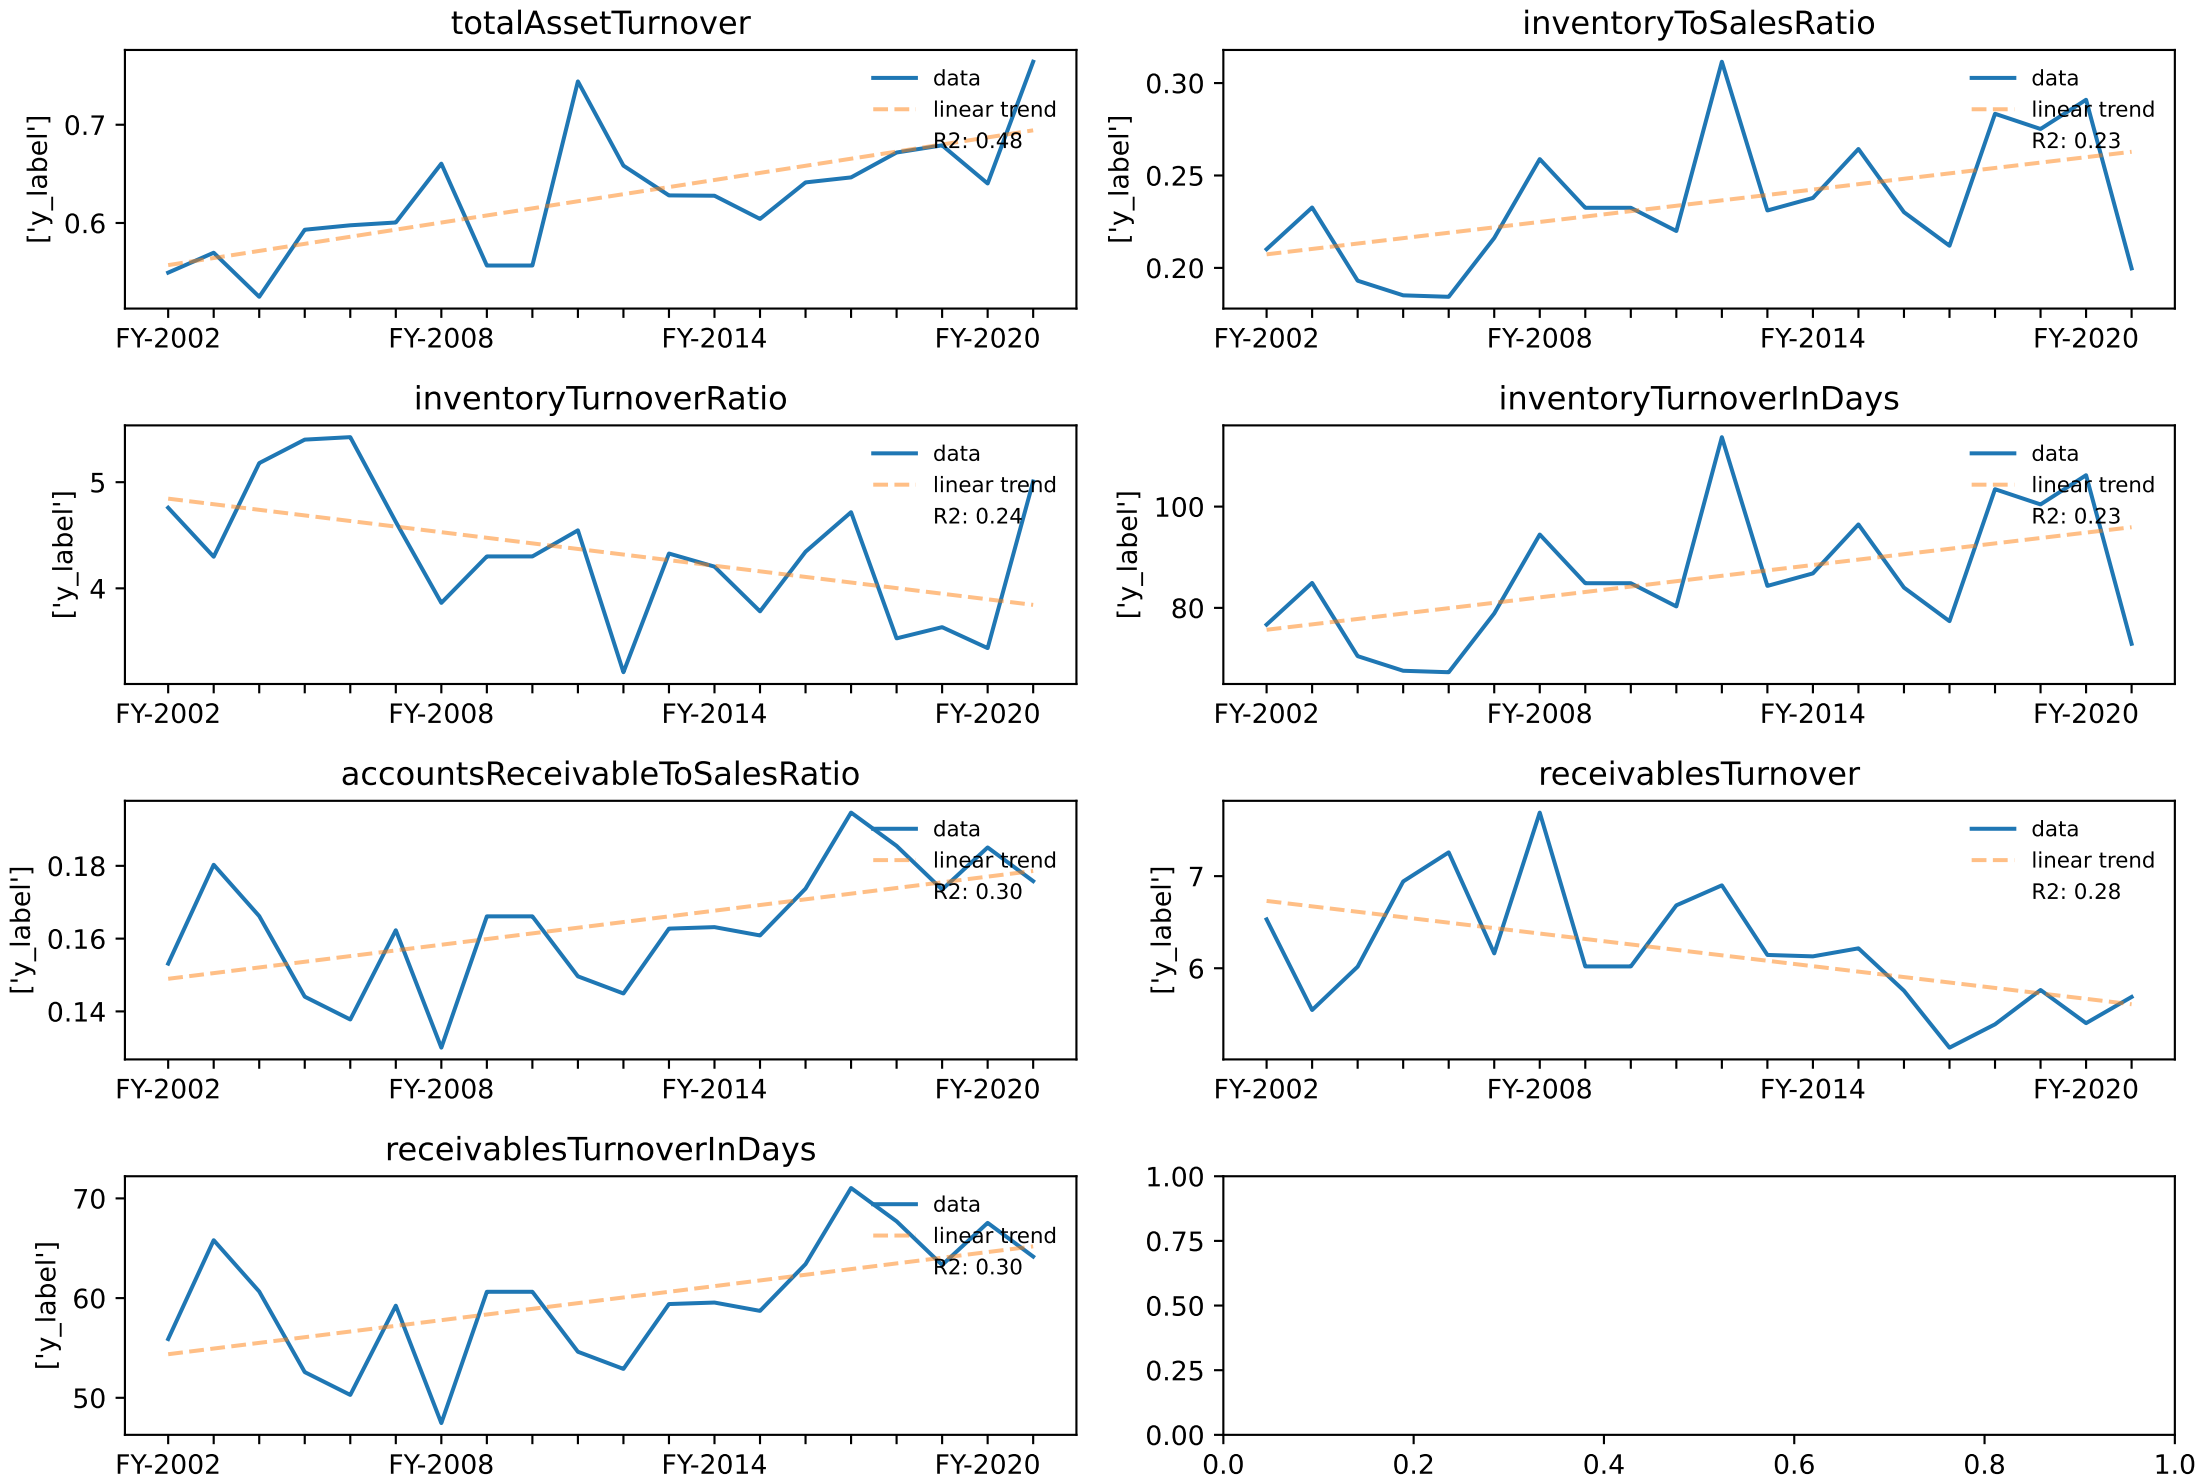 totalAssetTurnover
['y_label']
0.7
0.6
data
linear trend
R2: 0.48
FY-2002
FY-2008
FY-2014
FY-2020
inventoryToSalesRatio
['y_label']
0.30
0.25
0.20
data
linear trend
R2: 0.23
FY-2002
FY-2008
FY-2014
FY-2020
inventoryTurnoverRatio
['y_label']
5
4
data
linear trend
R2: 0.24
FY-2002
FY-2008
FY-2014
FY-2020
inventoryTurnoverInDays
['y_label']
100
80
data
linear trend
R2: 0.23
FY-2002
FY-2008
FY-2014
FY-2020
accountsReceivableToSalesRatio
['y_label']
0.18
0.16
0.14
data
linear trend
R2: 0.30
FY-2002
FY-2008
FY-2014
FY-2020
receivablesTurnover
['y_label']
7
6
data
linear trend
R2: 0.28
FY-2002
FY-2008
FY-2014
FY-2020
receivablesTurnoverInDays
['y_label']
70
60
50
data
linear trend
R2: 0.30
FY-2002
FY-2008
FY-2014
FY-2020
1.00
0.75
0.50
0.25
0.00
0.0
0.2
0.4
0.6
0.8
1.0